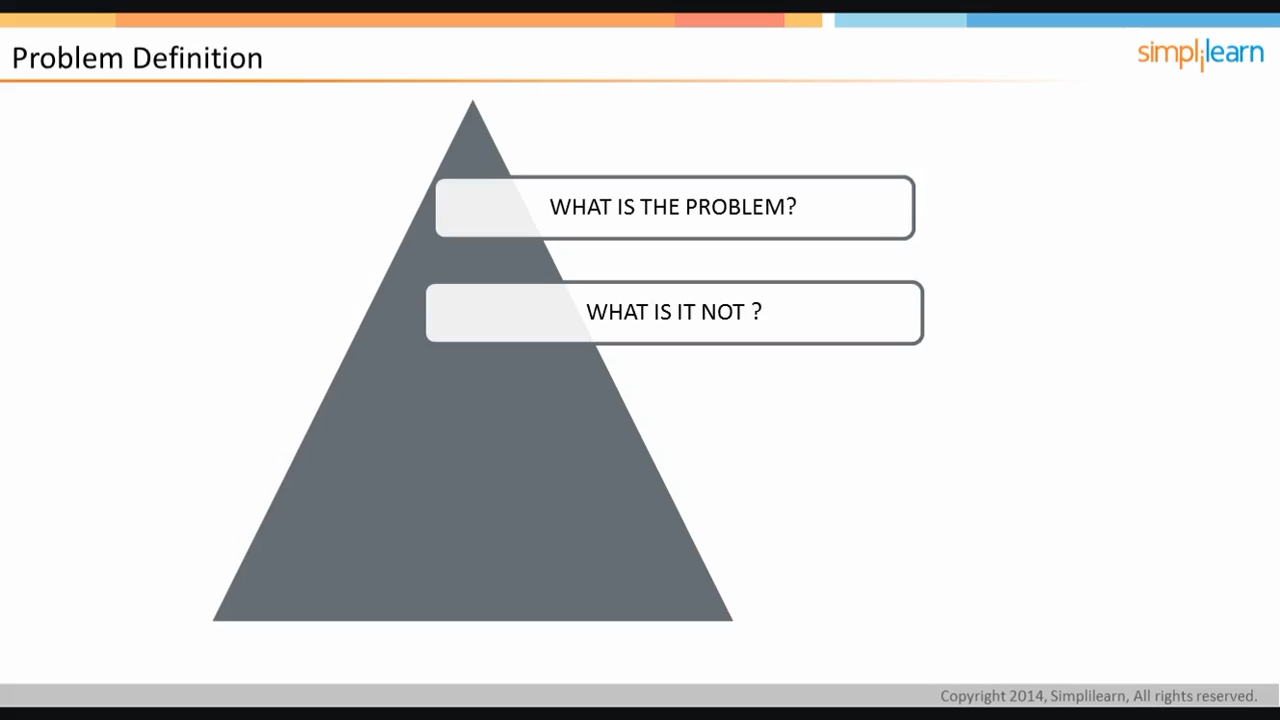 Problem Definition
simplilearn
WHAT IS THE PROBLEM?
WHAT IS IT NOT ?
Copyright 2014, Simplilearn, All rights reserved.